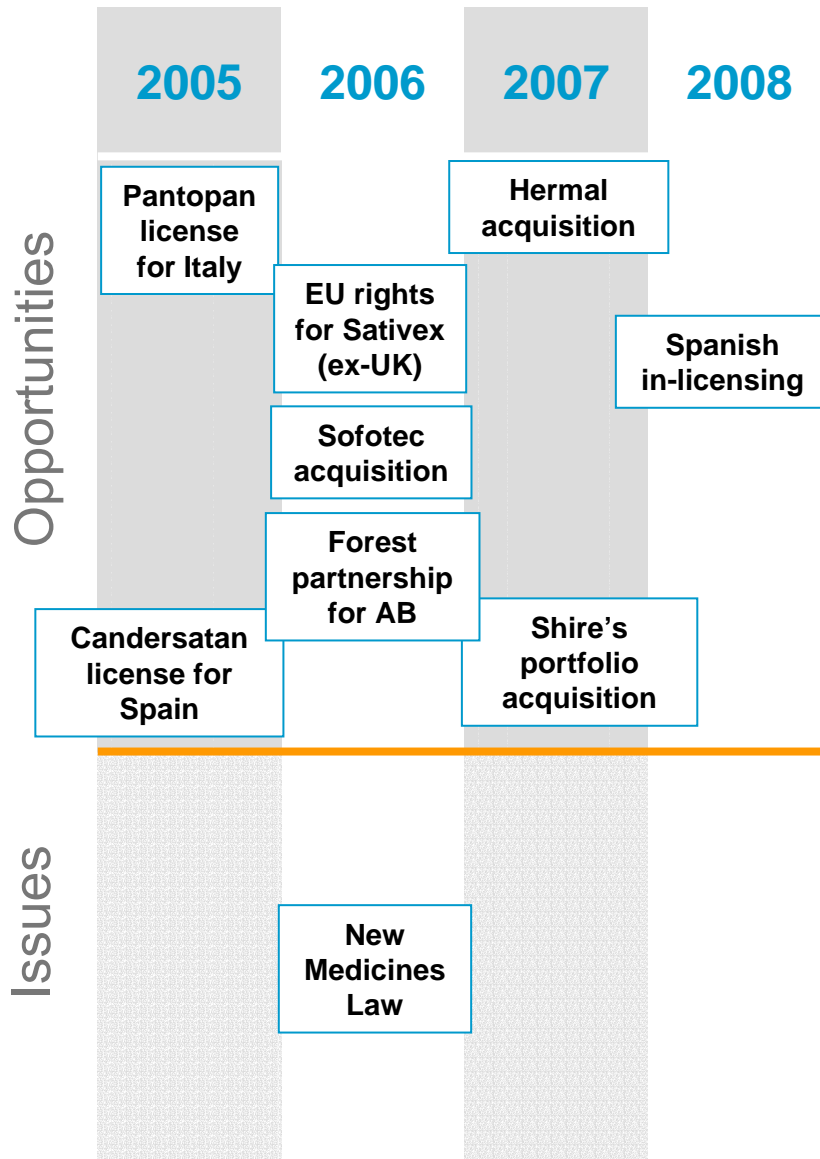 2005 2006 2007 2008
Opportunities
Pantopan
license
for Italy
Candersatan
license for
Spain
EU rights
for Sativex
(ex-UK)
Sofotec
acquisition
Forest
partnership
for AB
Hermal
acquisition
Shire’s
portfolio
acquisition
Spanish
in-licensing
Issues
New
Medicines
Law